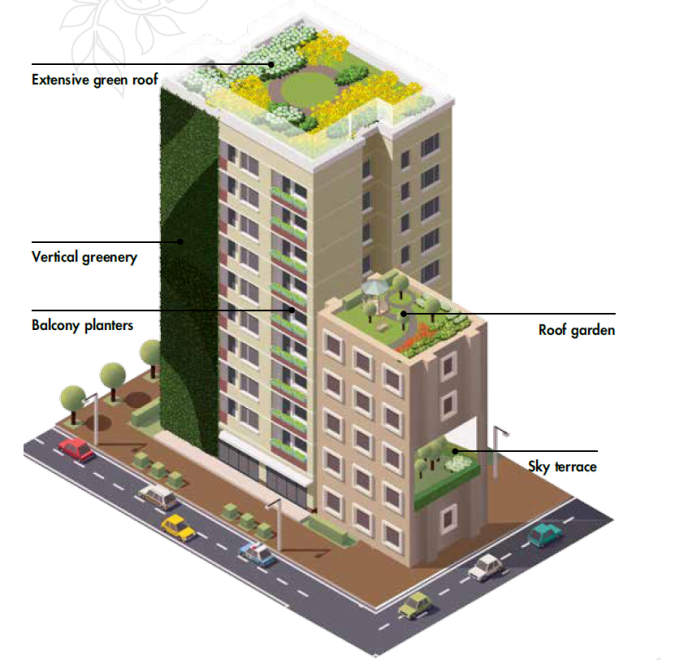 Extensive green roof
Vertical greenery
Balcony planters
Roof garden
Sky terrace